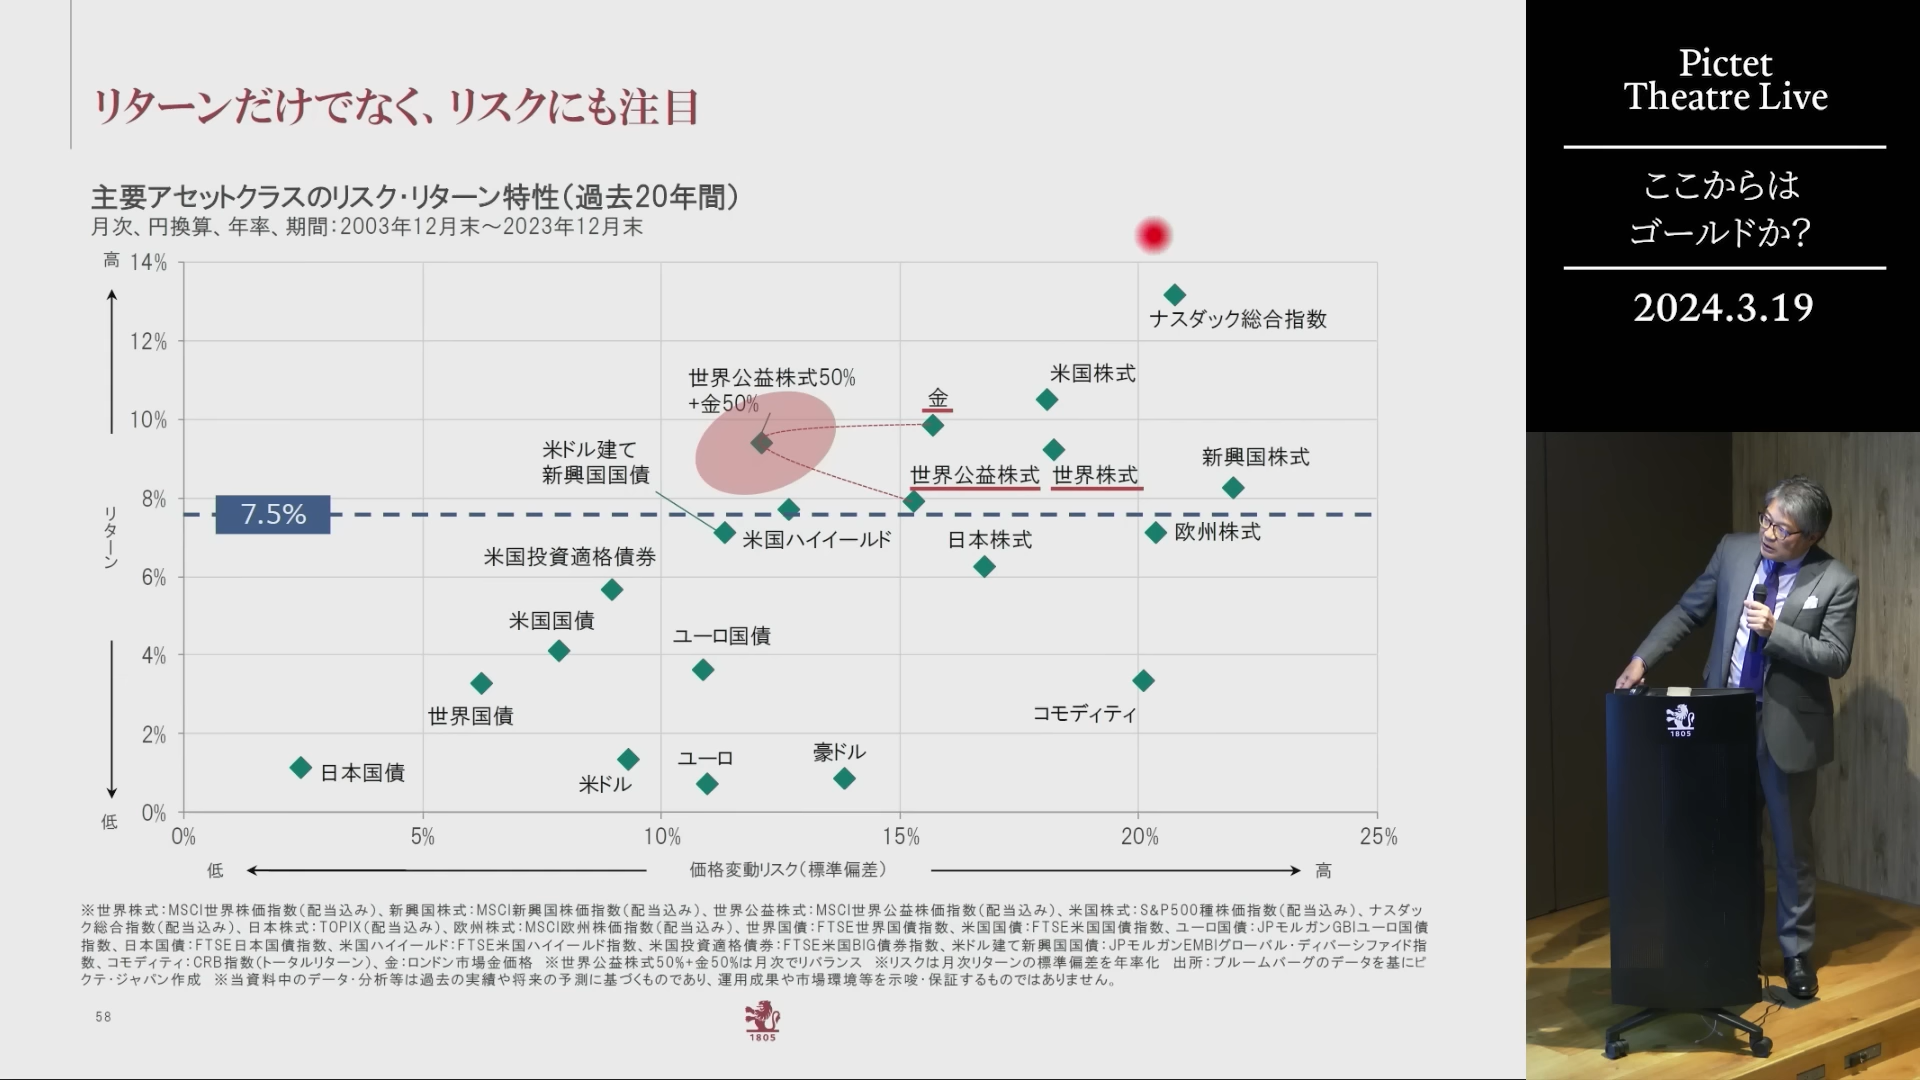 リターンだけでなく、リスクにも注目
主要アセットクラスのリスク･リターン特性（過去20年間）
月次、円換算、年率、期間：2003年12月末～2023年12月末
高
14%
12%
10%
8%
6%
4%
2%
0%
低
リターン
7.5%
ナスダック総合指数
米国株式
世界公益株式50%
+金50%
金
米ドル建て
新興国国債
世界公益株式
世界株式
新興国株式
米国ハイイールド
日本株式
欧州株式
米国投資適格債券
米国国債
ユーロ国債
世界国債
コモディティ
日本国債
米ドル
ユーロ
豪ドル
0%
5%
10%
15%
20%
25%
低
価格変動リスク（標準偏差）
高
※世界株式：MSCI世界株価指数（配当込み）、新興国株式：MSCI新興国株価指数（配当込み）、世界公益株式：MSCI世界公益株価指数（配当込み）、米国株式：S&P500種株価指数（配当込み）、ナスダッ
ク総合指数（配当込み）、日本株式：TOPIX（配当込み）、欧州株式：MSCI欧州株価指数（配当込み）、世界国債：FTSE世界国債指数、米国国債：FTSE米国国債指数、ユーロ国債：JPモルガンGBIユーロ国債
指数、日本国債：FTSE日本国債指数、米国ハイイールド：FTSE米国ハイイールド指数、米国投資適格債券：FTSE米国BIG債券指数、米ドル建て新興国国債：JPモルガンEMBIグローバル・ディバーシファイド指
数、コモディティ：CRB指数（トータルリターン）、金：ロンドン市場金価格 ※世界公益株式50%+金50%は月次でリバランス ※リスクは月次リターンの標準偏差を年率化 出所：ブルームバーグのデータを基にピ
クテ・ジャパン作成 ※当資料中のデータ・分析等は過去の実績や将来の予測に基づくものであり、運用成果や市場環境等を示唆・保証するものではありません。
58
1805
Pictet
Theatre Live
ここからは
ゴールドか?
2024.3.19
1805